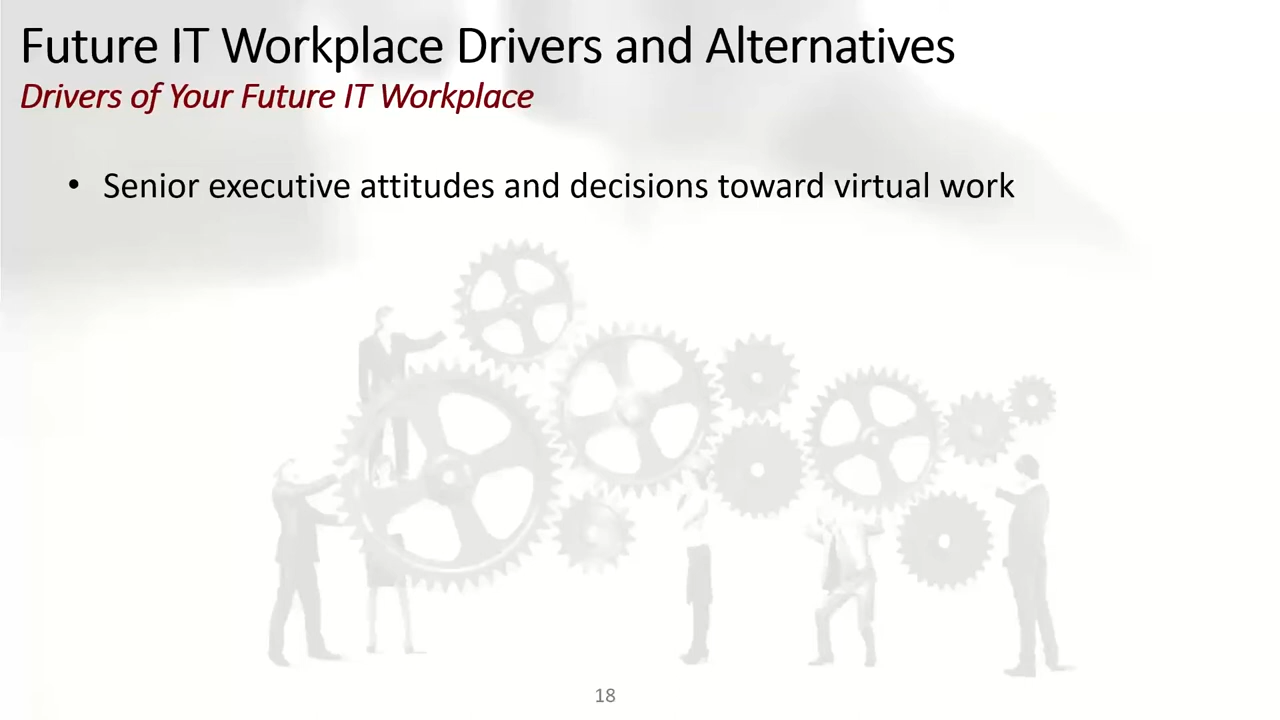 Future IT Workplace Drivers and Alternatives
Drivers of Your Future IT Workplace
• Senior executive attitudes and decisions toward virtual work
18